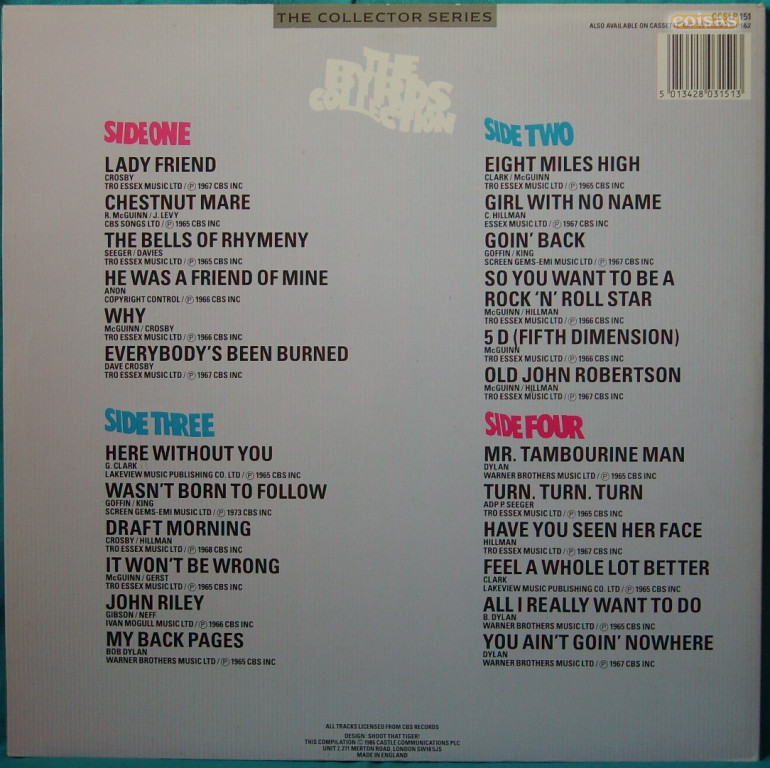 THE COLLECTOR SERIES
coisas
151
ALSO AVAILABLE ON
5 013428 031513
THE
BYRDS
COLLECTION
SIDE ONE
LADY FRIEND
CROSBY
TRO ESSEX MUSIC LTD / Ⓟ 1967 CBS INC
CHESTNUT MARE
R. McGUINN / J. LEVY
CBS SONGS LTD / Ⓟ 1965 CBS INC
THE BELLS OF RHYMENY
SEEGER / DAVIES
TRO ESSEX MUSIC LTD / Ⓟ 1965 CBS INC
HE WAS A FRIEND OF MINE
ANON
COPYRIGHT CONTROL / Ⓟ 1966 CBS INC
WHY
McGUINN / CROSBY
TRO ESSEX MUSIC LTD / Ⓟ 1966 CBS INC
EVERYBODY'S BEEN BURNED
DAVE CROSBY
TRO ESSEX MUSIC LTD / Ⓟ 1967 CBS INC
SIDE TWO
EIGHT MILES HIGH
CLARK / McGUINN
TRO ESSEX MUSIC LTD / Ⓟ 1965 CBS INC
GIRL WITH NO NAME
C. HILLMAN
ESSEX MUSIC LTD / Ⓟ 1967 CBS INC
GOIN' BACK
GOFFIN / KING
SCREEN GEMS-EMI MUSIC LTD / Ⓟ 1967 CBS INC
SO YOU WANT TO BE A
ROCK 'N' ROLL STAR
McGUINN / HILLMAN
TRO ESSEX MUSIC LTD / Ⓟ 1966 CBS INC
5 D (FIFTH DIMENSION)
McGUINN
TRO ESSEX MUSIC LTD / Ⓟ 1966 CBS INC
OLD JOHN ROBERTSON
McGUINN / HILLMAN
TRO ESSEX MUSIC LTD / Ⓟ 1967 CBS INC
SIDE THREE
HERE WITHOUT YOU
G. CLARK
LAKEVIEW MUSIC PUBLISHING CO. LTD / Ⓟ 1965 CBS INC
WASN'T BORN TO FOLLOW
GOFFIN / KING
SCREEN GEMS-EMI MUSIC LTD / Ⓟ 1973 CBS INC
DRAFT MORNING
CROSBY / HILLMAN
TRO ESSEX MUSIC LTD / Ⓟ 1968 CBS INC
IT WON'T BE WRONG
McGUINN / GERST
TRO ESSEX MUSIC LTD / Ⓟ 1965 CBS INC
JOHN RILEY
GIBSON / NEFF
IVAN MOGULL MUSIC LTD / Ⓟ 1966 CBS INC
MY BACK PAGES
BOB DYLAN
WARNER BROTHERS MUSIC LTD / Ⓟ 1965 CBS INC
SIDE FOUR
MR. TAMBOURINE MAN
DYLAN
WARNER BROTHERS MUSIC LTD / Ⓟ 1965 CBS INC
TURN. TURN. TURN
ADP P. SEEGER
TRO ESSEX MUSIC LTD / Ⓟ 1965 CBS INC
HAVE YOU SEEN HER FACE
HILLMAN
TRO ESSEX MUSIC LTD / Ⓟ 1967 CBS INC
FEEL A WHOLE LOT BETTER
CLARK
LAKEVIEW MUSIC PUBLISHING CO. LTD / Ⓟ 1965 CBS INC
ALL I REALLY WANT TO DO
B. DYLAN
WARNER BROTHERS MUSIC LTD / Ⓟ 1965 CBS INC
YOU AIN'T GOIN' NOWHERE
DYLAN
WARNER BROTHERS MUSIC LTD / Ⓟ 1967 CBS INC
ALL TRACKS LICENSED FROM CBS RECORDS
DESIGN: SHOOT THAT TIGER!
THIS COMPILATION © 1986 CASTLE COMMUNICATIONS PLC
UNIT 7, 271 MERTON ROAD, LONDON SW18 5JS
MADE IN ENGLAND